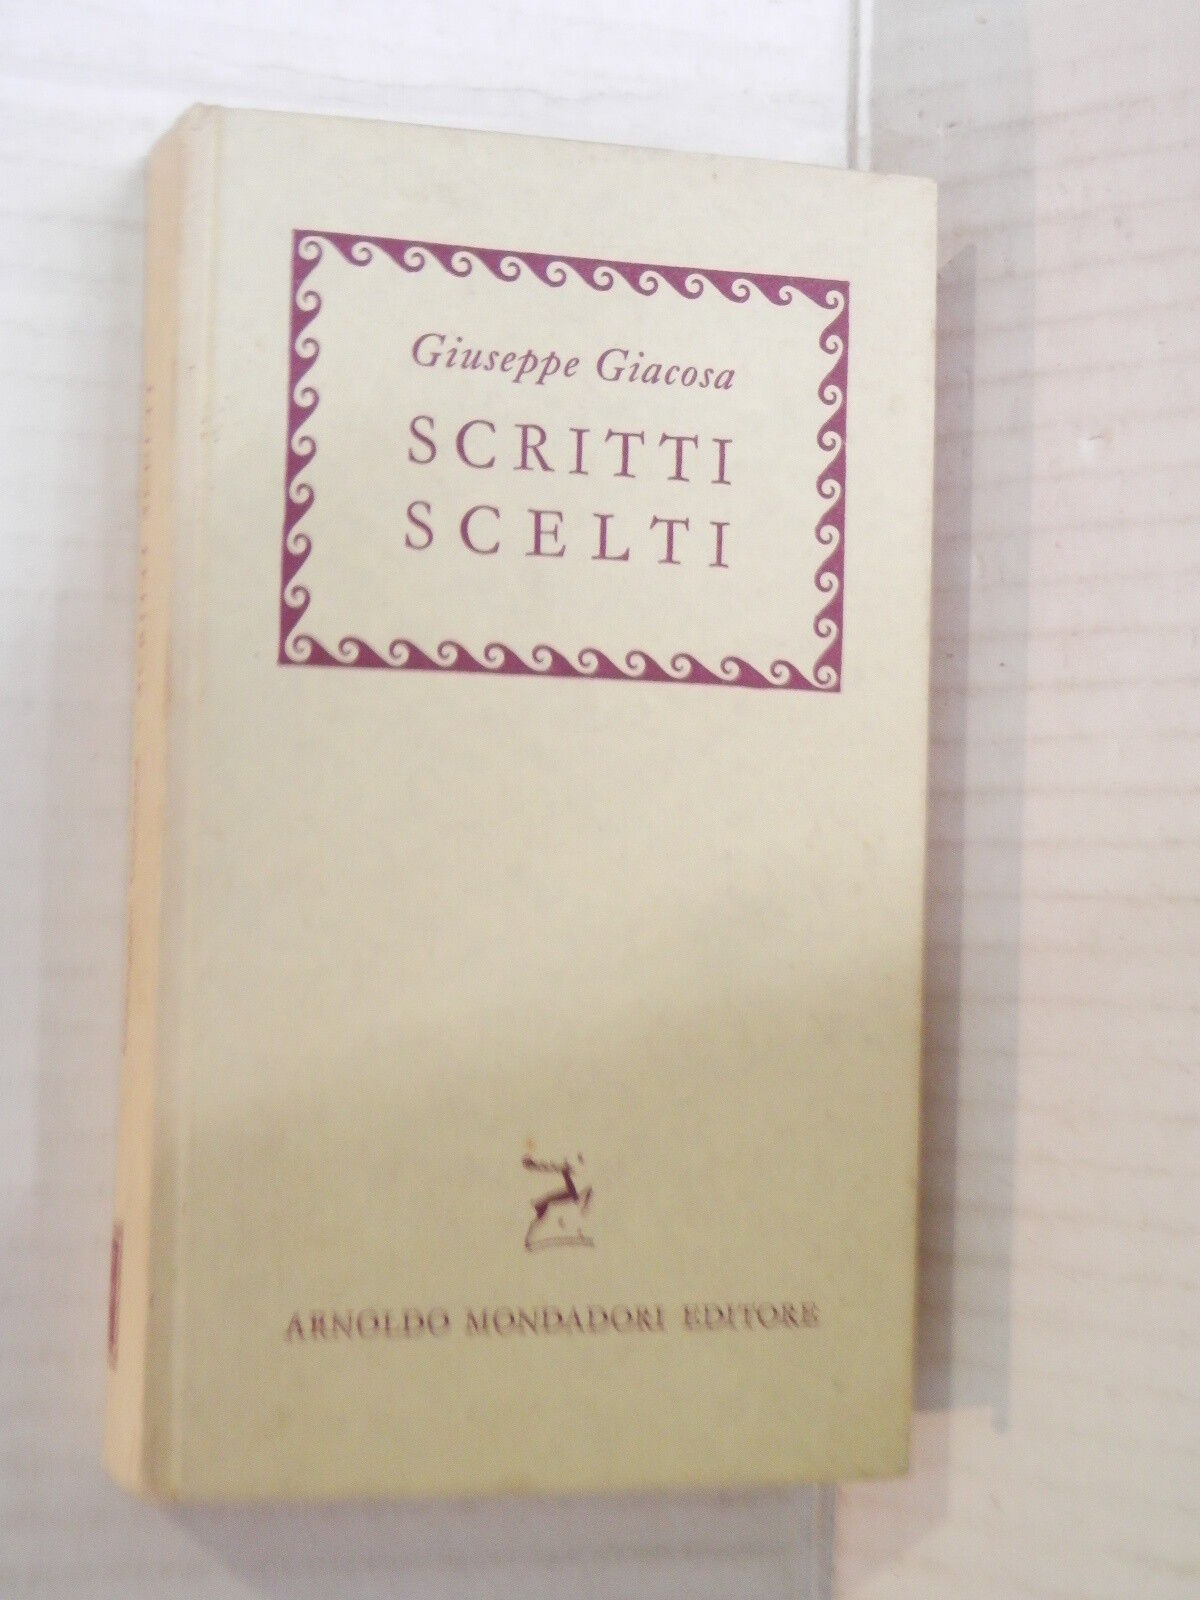 Giuseppe Giacosa
SCRITTI
SCELTI
ARNOLDO MONDADORI EDITORE